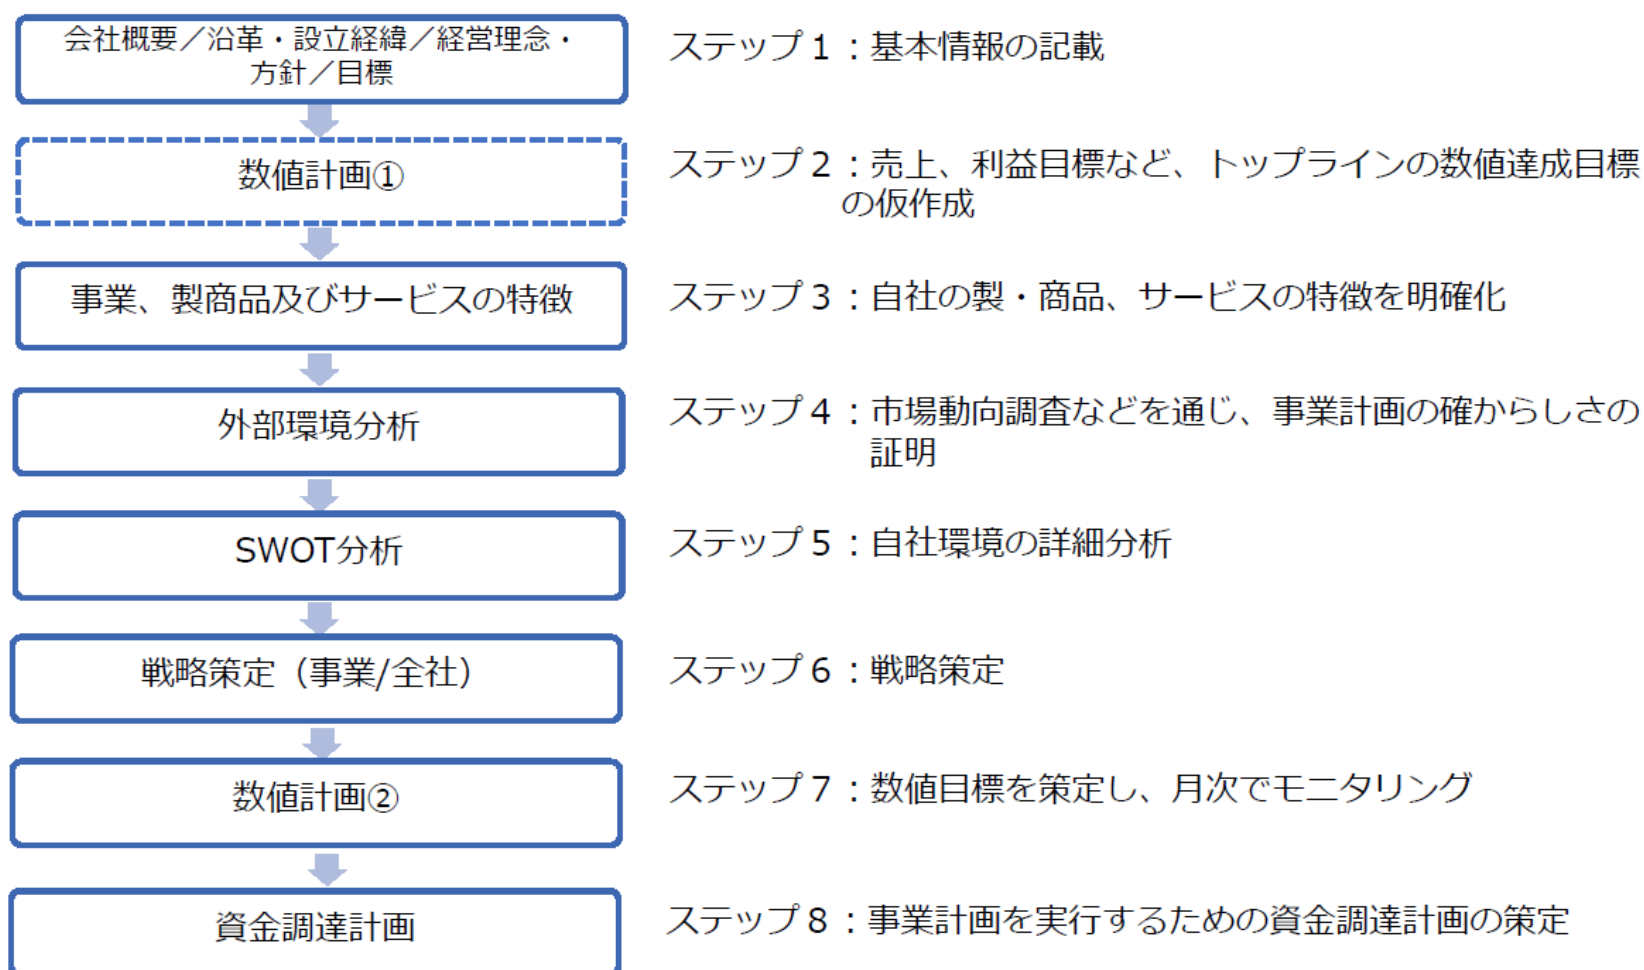 会社概要／沿革・設立経緯／経営理念・
方針／目標
ステップ１：基本情報の記載
数値計画①
ステップ２：売上、利益目標など、トップラインの数値達成目標
の仮作成
事業、製商品及びサービスの特徴
ステップ３：自社の製・商品、サービスの特徴を明確化
外部環境分析
ステップ４：市場動向調査などを通じ、事業計画の確からしさの
証明
SWOT分析
ステップ５：自社環境の詳細分析
戦略策定（事業/全社）
ステップ６：戦略策定
数値計画②
ステップ７：数値目標を策定し、月次でモニタリング
資金調達計画
ステップ８：事業計画を実行するための資金調達計画の策定